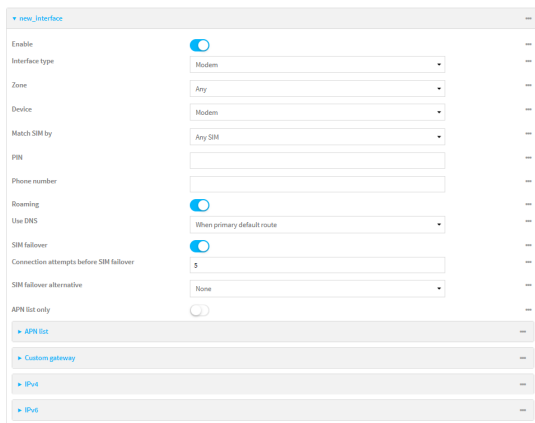 new_interface
Enable
Interface type
Modem
Zone
Any
Device
Modem
Match SIM by
Any SIM
PIN
Phone number
Roaming
Use DNS
When primary default route
SIM failover
Connection attempts before SIM failover
5
SIM failover alternative
None
APN list only
APN list
Custom gateway
IPv4
IPv6